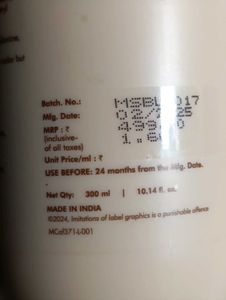 Batch. No.:
Mfg. Date:
MRP : ₹
(inclusive-
of all taxes)
Unit Price/ml : ₹
USE BEFORE: 24 months from the Mfg. Date.
Net Qty: 300 ml | 10.14 fl.
MADE IN INDIA
©2024, imitations of label graphics is a punishable offence
MCaf371-L-001